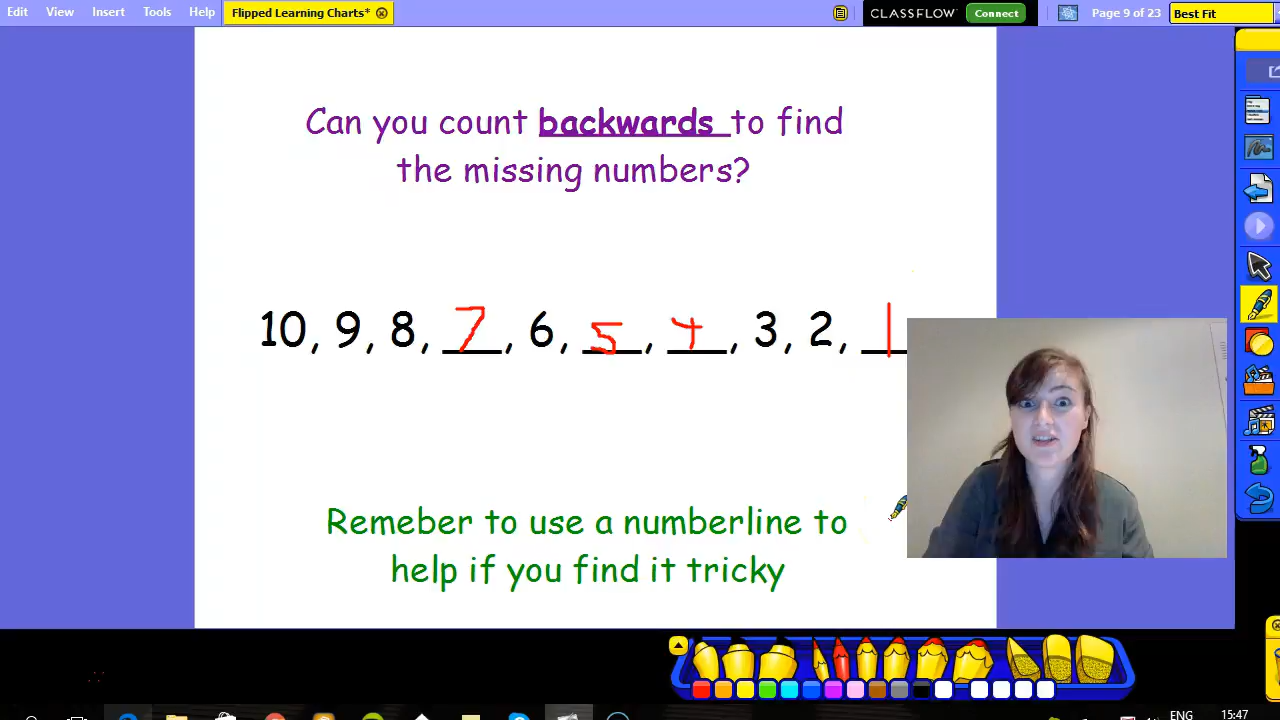 Edit View Insert Tools Help Flipped Learning Charts* CLASSFLOW Connect Page 9 of 23 Best Fit
Can you count backwards to find
the missing numbers?
10, 9, 8, 7, 6, 5, 4, 3, 2, 1
Remeber to use a numberline to
help if you find it tricky
ENG 15:47